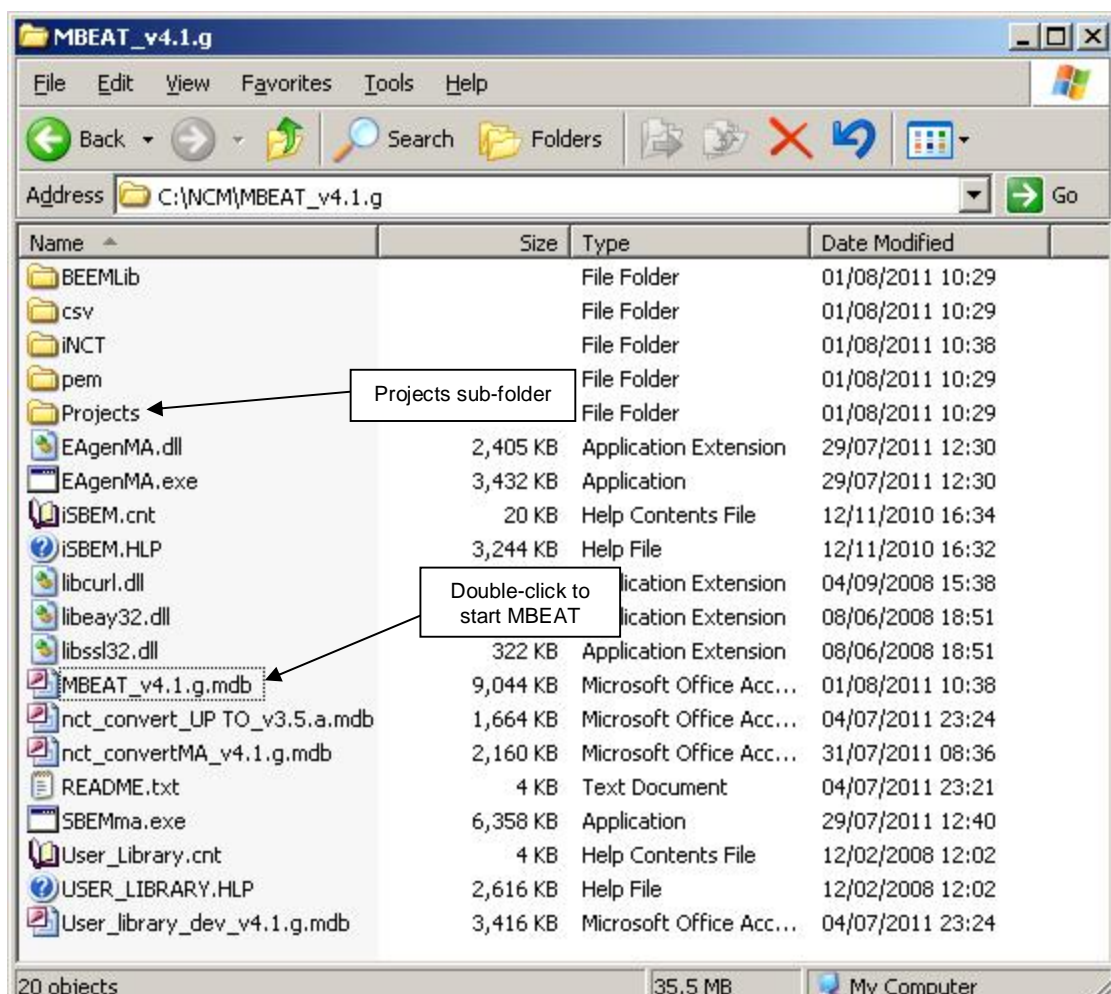 MBEAT_v4.1.g
File Edit View Favorites Tools Help
Back Search Folders
Address C:\NCM\MBEAT_v4.1.g Go
Name Size Type Date Modified
BEEMLib File Folder 01/08/2011 10:29
csv File Folder 01/08/2011 10:29
iNCT File Folder 01/08/2011 10:38
pem File Folder 01/08/2011 10:29
Projects sub-folder
Projects File Folder 01/08/2011 10:29
EAgenMA.dll 2,405 KB Application Extension 29/07/2011 12:30
EAgenMA.exe 3,432 KB Application 29/07/2011 12:30
iSBEM.cnt 20 KB Help Contents File 12/11/2010 16:34
iSBEM.HLP 3,244 KB Help File 12/11/2010 16:32
libcurl.dll lication Extension 04/09/2008 15:38
Double-click to
start MBEAT
libeay32.dll lication Extension 08/06/2008 18:51
libssl32.dll 322 KB Application Extension 08/06/2008 18:51
MBEAT_v4.1.g.mdb 9,044 KB Microsoft Office Acc... 01/08/2011 10:38
nct_convert_UP TO_v3.5.a.mdb 1,664 KB Microsoft Office Acc... 04/07/2011 23:24
nct_convertMA_v4.1.g.mdb 2,160 KB Microsoft Office Acc... 31/07/2011 08:36
README.txt 4 KB Text Document 04/07/2011 23:21
SBEMma.exe 6,358 KB Application 29/07/2011 12:40
User_Library.cnt 4 KB Help Contents File 12/02/2008 12:02
USER_LIBRARY.HLP 2,616 KB Help File 12/02/2008 12:02
User_library_dev_v4.1.g.mdb 3,416 KB Microsoft Office Acc... 04/07/2011 23:24
20 objects 35.5 MB My Computer